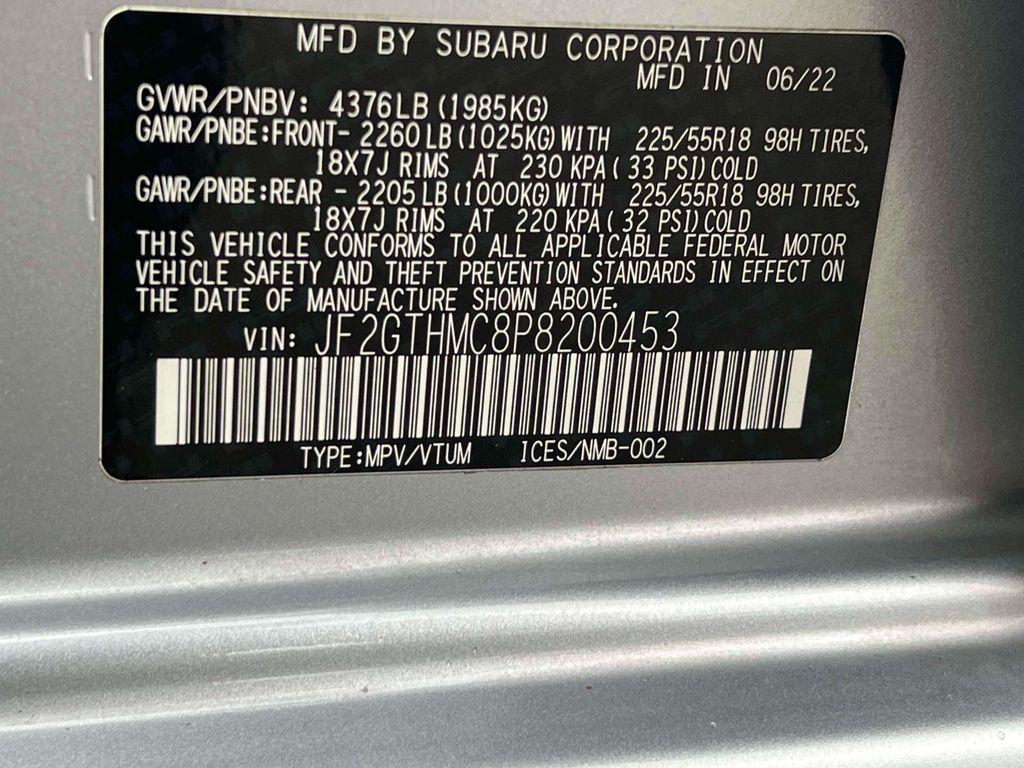 MFD BY SUBARU CORPORATION
MFD IN 06/22
GVWR/PNBV: 4376LB (1985KG)
GAWR/PNBE:FRONT- 2260LB (1025KG) WITH 225/55R18 98H TIRES,
18X7J RIMS AT 230 KPA( 33 PSI) COLD
GAWR/PNBE:REAR - 2205LB (1000KG) WITH 225/55R18 98H TIRES,
18X7J RIMS AT 220 KPA( 32 PSI) COLD
THIS VEHICLE CONFORMS TO ALL APPLICABLE FEDERAL MOTOR
VEHICLE SAFETY AND THEFT PREVENTION STANDARDS IN EFFECT ON
THE DATE OF MANUFACTURE SHOWN ABOVE.
VIN: JF2GTHMC8P8200453
TYPE:MPV/VTUM ICES/NMB-002